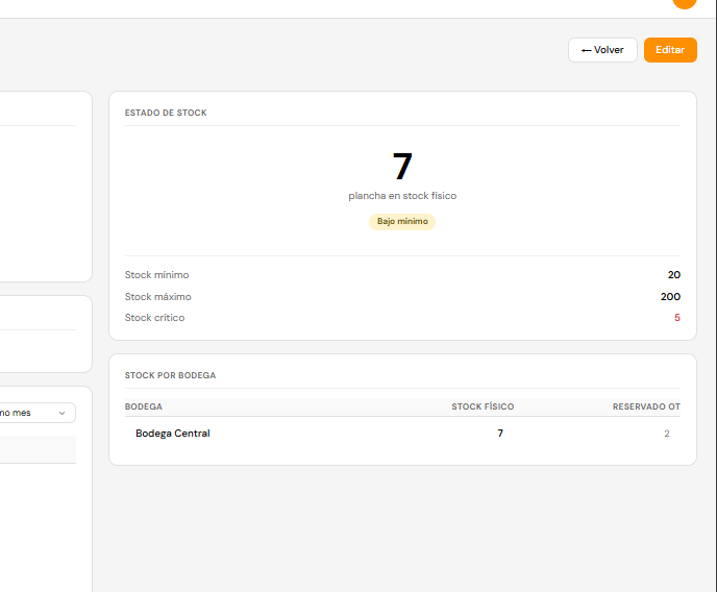 ← Volver Editar
ESTADO DE STOCK
7
plancha en stock físico
Bajo mínimo
Stock mínimo 20
Stock máximo 200
Stock crítico 5
STOCK POR BODEGA
BODEGA STOCK FÍSICO RESERVADO OT
Bodega Central 7 2
mes